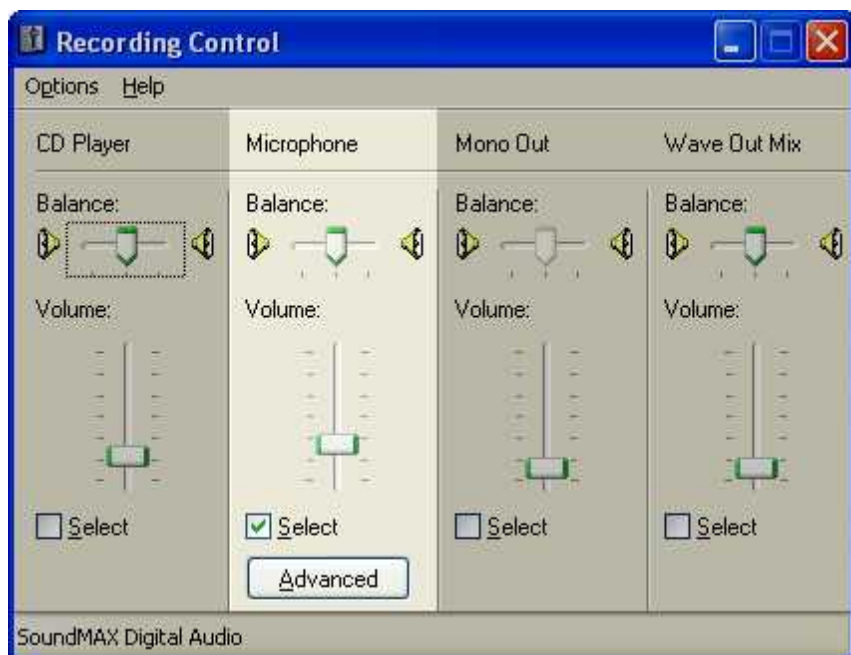 Recording Control
Options Help
CD Player Microphone Mono Out Wave Out Mix
Balance: Balance: Balance: Balance:
Volume: Volume: Volume: Volume:
Select Select Select Select
Advanced
SoundMAX Digital Audio